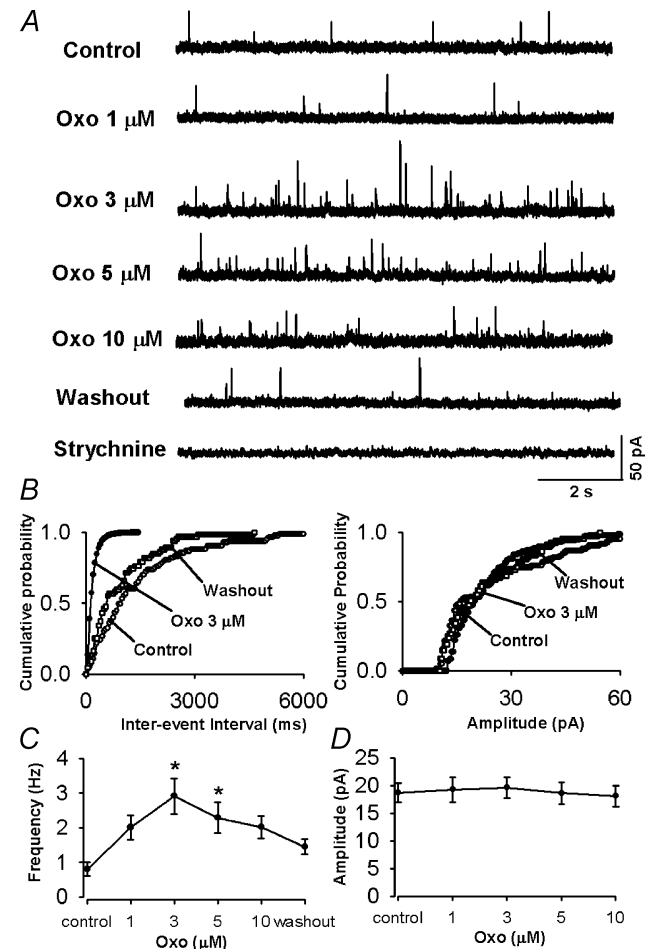 A
Control
Oxo 1 μM
Oxo 3 μM
Oxo 5 μM
Oxo 10 μM
Washout
Strychnine
50 pA
2 s
B
Cumulative probability
1.0
0.5
0.0
Washout
Oxo 3 μM
Control
0 3000 6000
Inter-event Interval (ms)
Cumulative Probability
1.0
0.5
0.0
Washout
Oxo 3 μM
Control
0 30 60
Amplitude (pA)
C
Frequency (Hz)
4
3
2
1
0
* *
control 1 3 5 10 washout
Oxo (μM)
D
Amplitude (pA)
25
20
15
10
5
0
control 1 3 5 10
Oxo (μM)